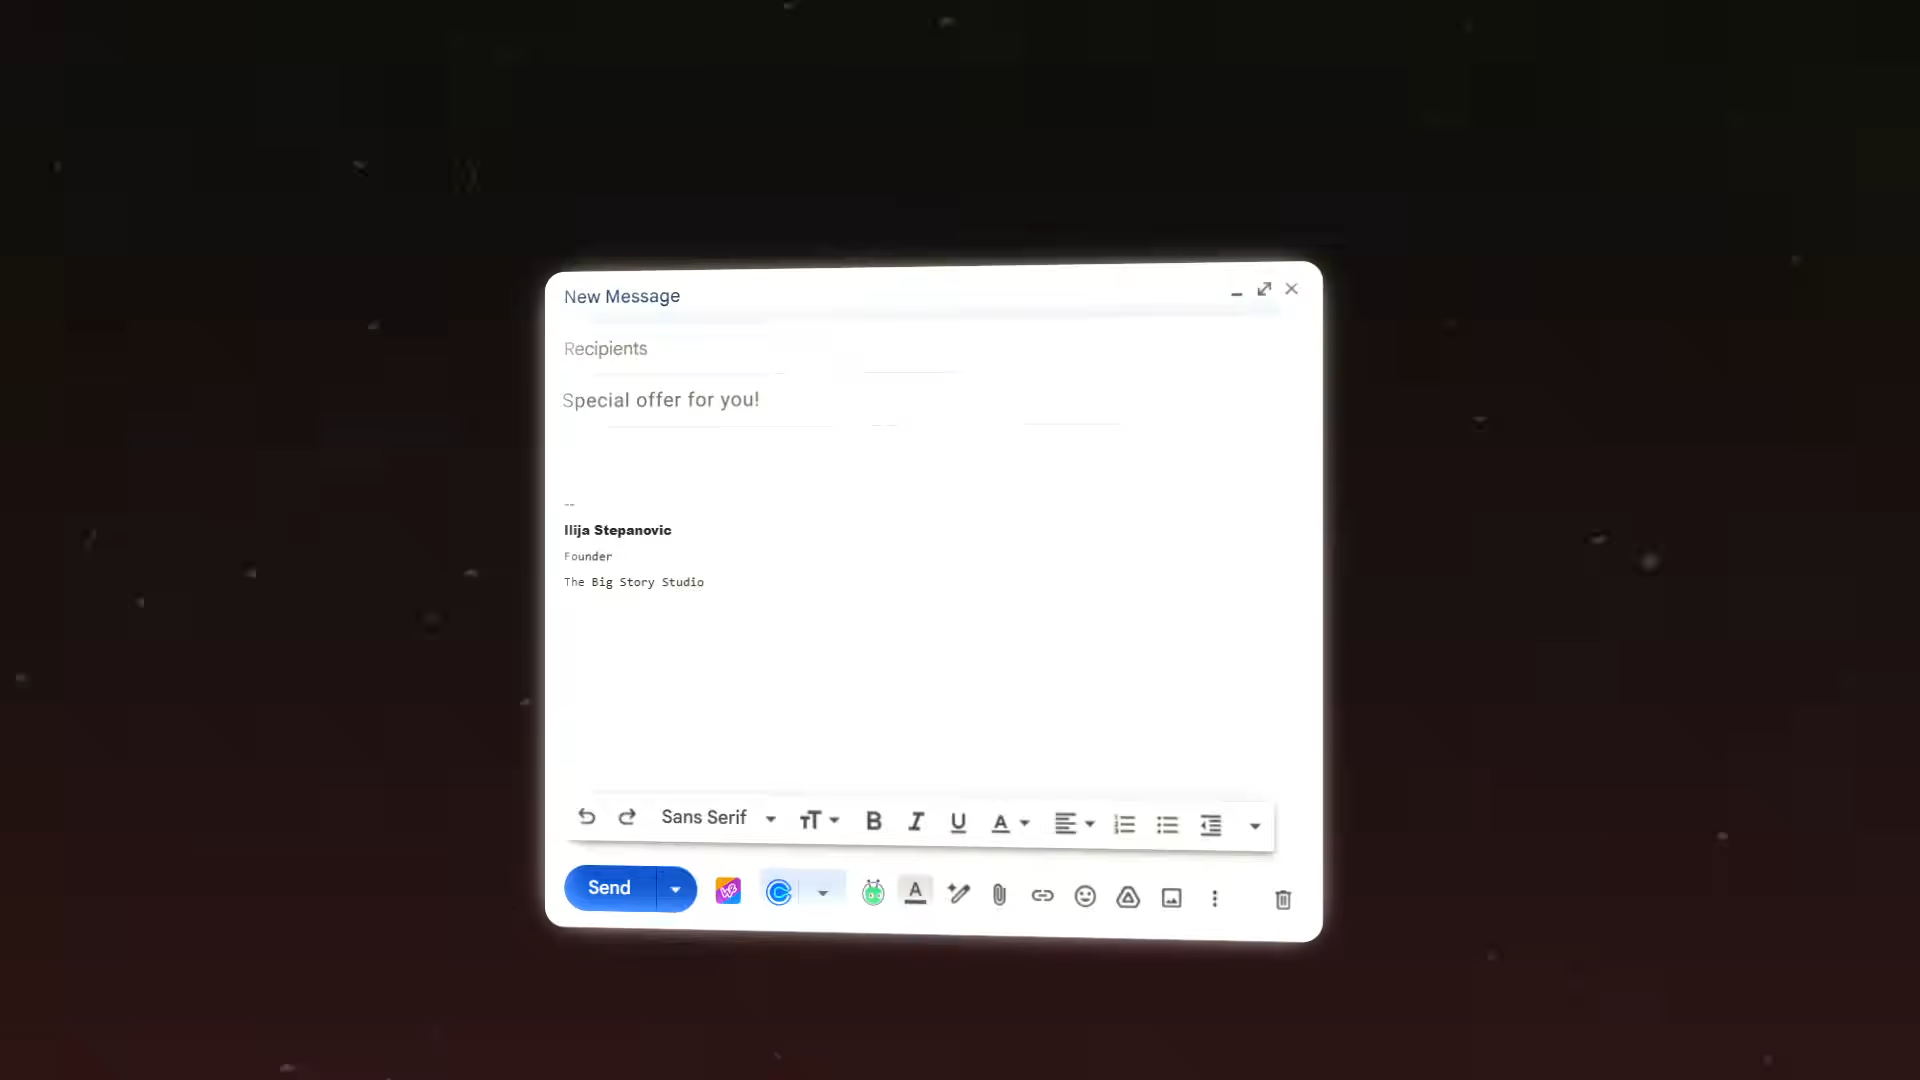 New Message
Recipients
Special offer for you!
--
Ilija Stepanovic
Founder
The Big Story Studio
Sans Serif
Send